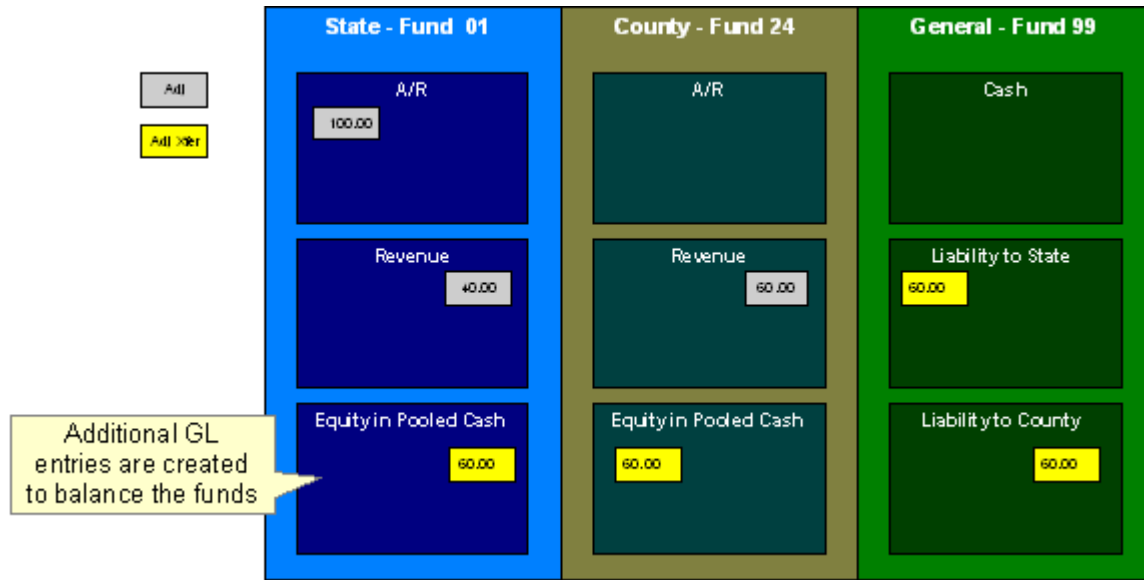 State - Fund 01
County - Fund 24
General - Fund 99
Adj
Adj Xfer
A/R
100.00
A/R
Cash
Revenue
40.00
Revenue
60.00
Liability to State
60.00
Equity in Pooled Cash
60.00
Equity in Pooled Cash
60.00
Liability to County
60.00
Additional GL
entries are created
to balance the funds